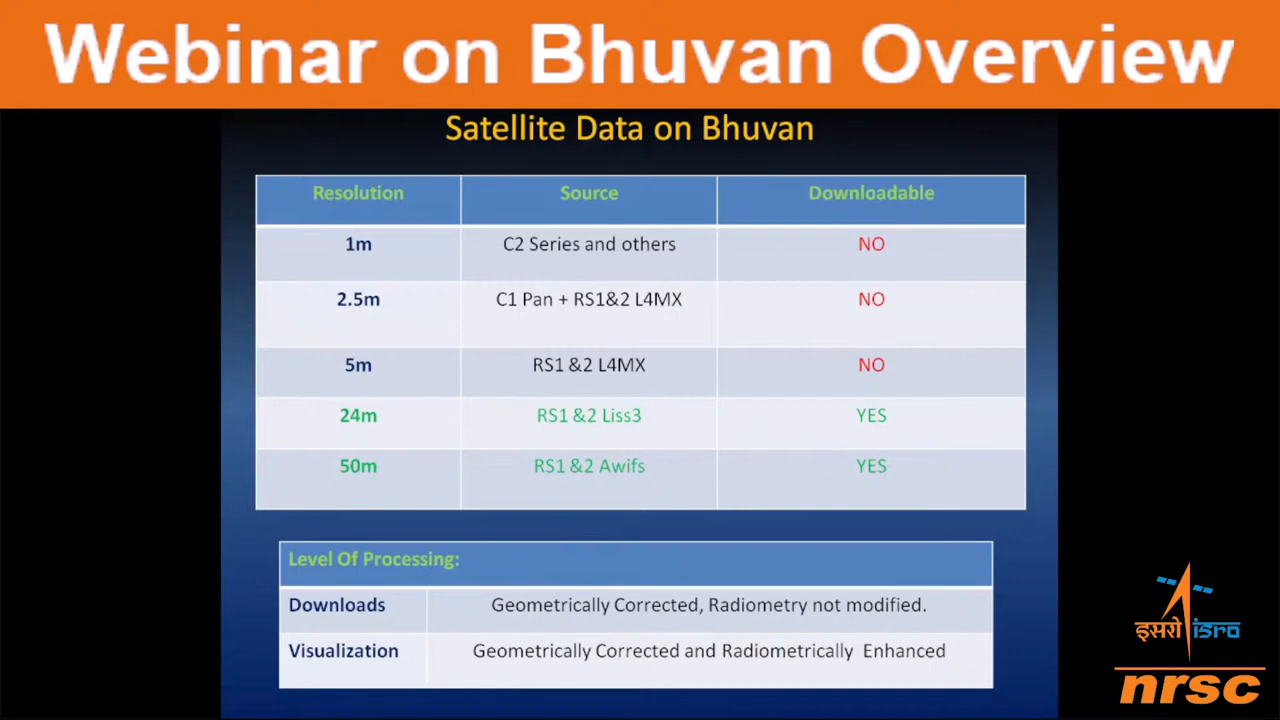 Webinar on Bhuvan Overview
Satellite Data on Bhuvan
Resolution Source Downloadable
1m C2 Series and others NO
2.5m C1 Pan + RS1&2 L4MX NO
5m RS1 &2 L4MX NO
24m RS1 &2 Liss3 YES
50m RS1 &2 Awifs YES
Level Of Processing:
Downloads Geometrically Corrected, Radiometry not modified.
Visualization Geometrically Corrected and Radiometrically Enhanced
इसरो isro
nrsc